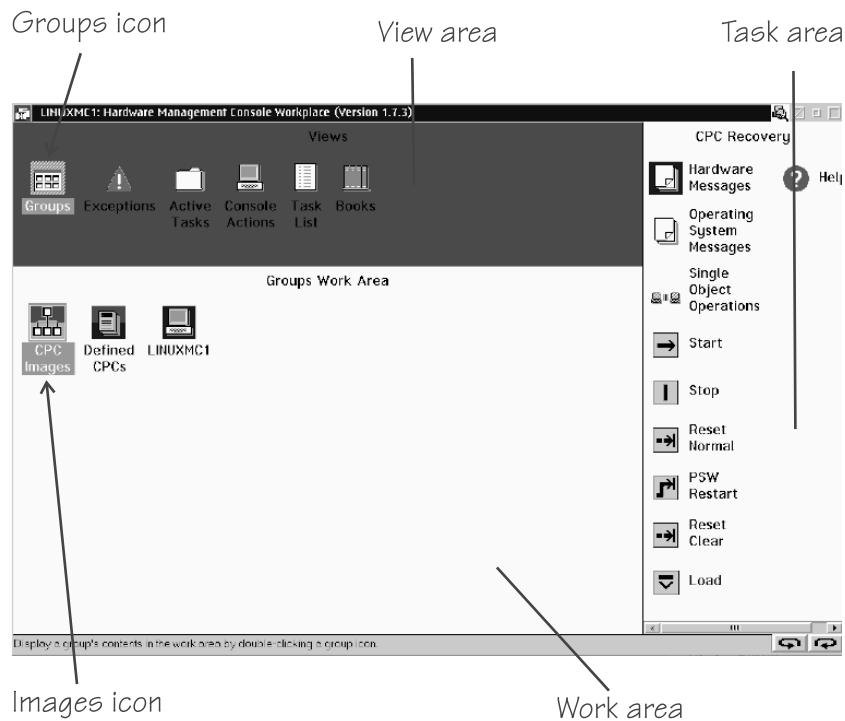 Groups icon
View area
Task area
LINUXMC1: Hardware Management Console Workplace (Version 1.7.3)
Views
Groups
Exceptions
Active
Tasks
Console
Actions
Task
List
Books
Groups Work Area
CPC
Images
Defined
CPCs
LINUXMC1
CPC Recovery
Hardware
Messages
Help
Operating
System
Messages
Single
Object
Operations
Start
Stop
Reset
Normal
PSW
Restart
Reset
Clear
Load
Display a group's contents in the work area by double-clicking a group icon.
Images icon
Work area